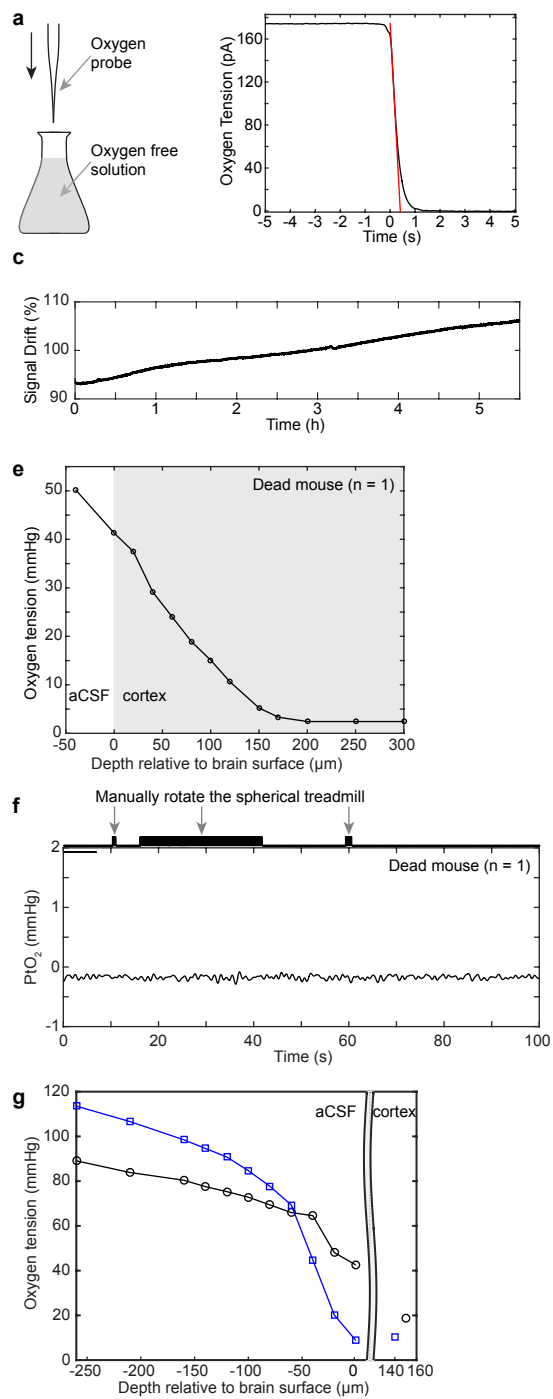 a
Oxygen
probe
Oxygen free
solution
Oxygen Tension (pA)
160
120
80
40
0
-5 -4 -3 -2 -1 0 1 2 3 4 5
Time (s)
c
Signal Drift (%)
110
100
90
0 1 2 3 4 5
Time (h)
e
Dead mouse (n = 1)
Oxygen tension (mmHg)
50
40
30
20
10
0
aCSF cortex
-50 0 50 100 150 200 250 300
Depth relative to brain surface (µm)
f
Manually rotate the spherical treadmill
Dead mouse (n = 1)
PtO₂ (mmHg)
2
1
0
-1
0 20 40 60 80 100
Time (s)
g
aCSF cortex
Oxygen tension (mmHg)
120
100
80
60
40
20
0
-250 -200 -150 -100 -50 0 140 160
Depth relative to brain surface (µm)